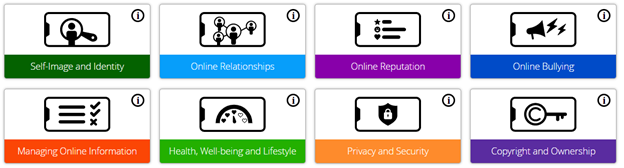 Self-Image and Identity
Online Relationships
Online Reputation
Online Bullying
Managing Online Information
Health, Well-being and Lifestyle
Privacy and Security
Copyright and Ownership